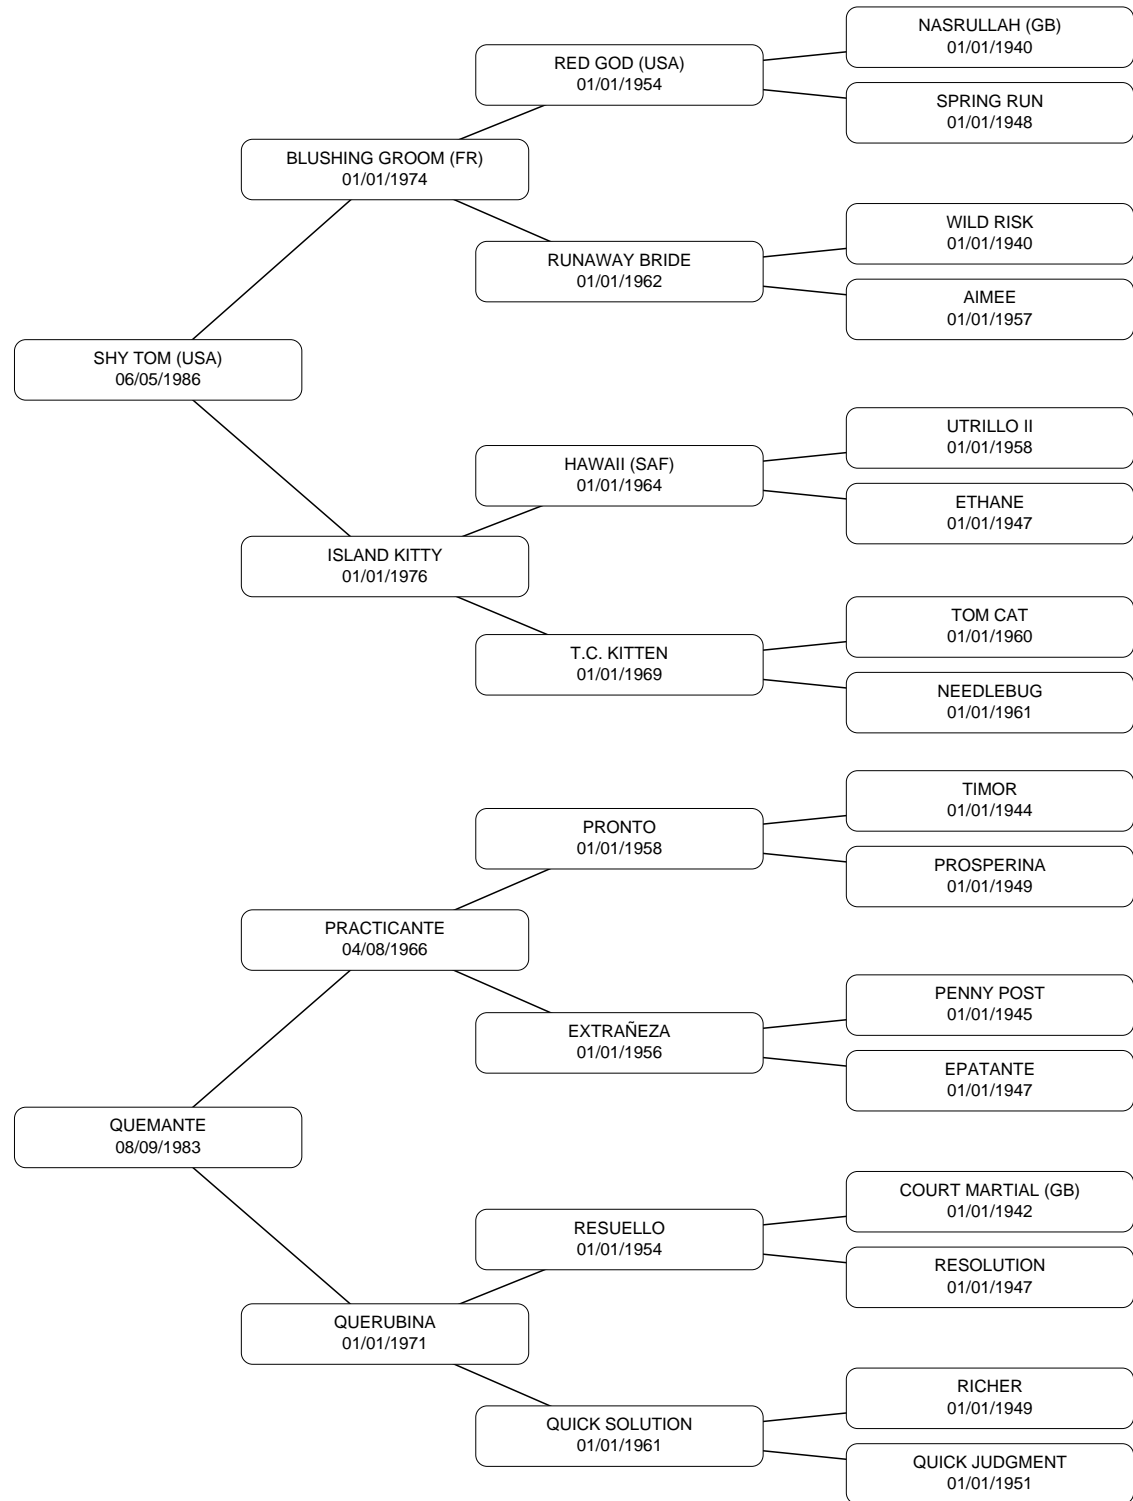 NASRULLAH (GB)
01/01/1940
RED GOD (USA)
01/01/1954
SPRING RUN
01/01/1948
BLUSHING GROOM (FR)
01/01/1974
WILD RISK
01/01/1940
RUNAWAY BRIDE
01/01/1962
AIMEE
01/01/1957
SHY TOM (USA)
06/05/1986
UTRILLO II
01/01/1958
HAWAII (SAF)
01/01/1964
ETHANE
01/01/1947
ISLAND KITTY
01/01/1976
TOM CAT
01/01/1960
T.C. KITTEN
01/01/1969
NEEDLEBUG
01/01/1961
TIMOR
01/01/1944
PRONTO
01/01/1958
PROSPERINA
01/01/1949
PRACTICANTE
04/08/1966
PENNY POST
01/01/1945
EXTRAÑEZA
01/01/1956
EPATANTE
01/01/1947
QUEMANTE
08/09/1983
COURT MARTIAL (GB)
01/01/1942
RESUELLO
01/01/1954
RESOLUTION
01/01/1947
QUERUBINA
01/01/1971
RICHER
01/01/1949
QUICK SOLUTION
01/01/1961
QUICK JUDGMENT
01/01/1951